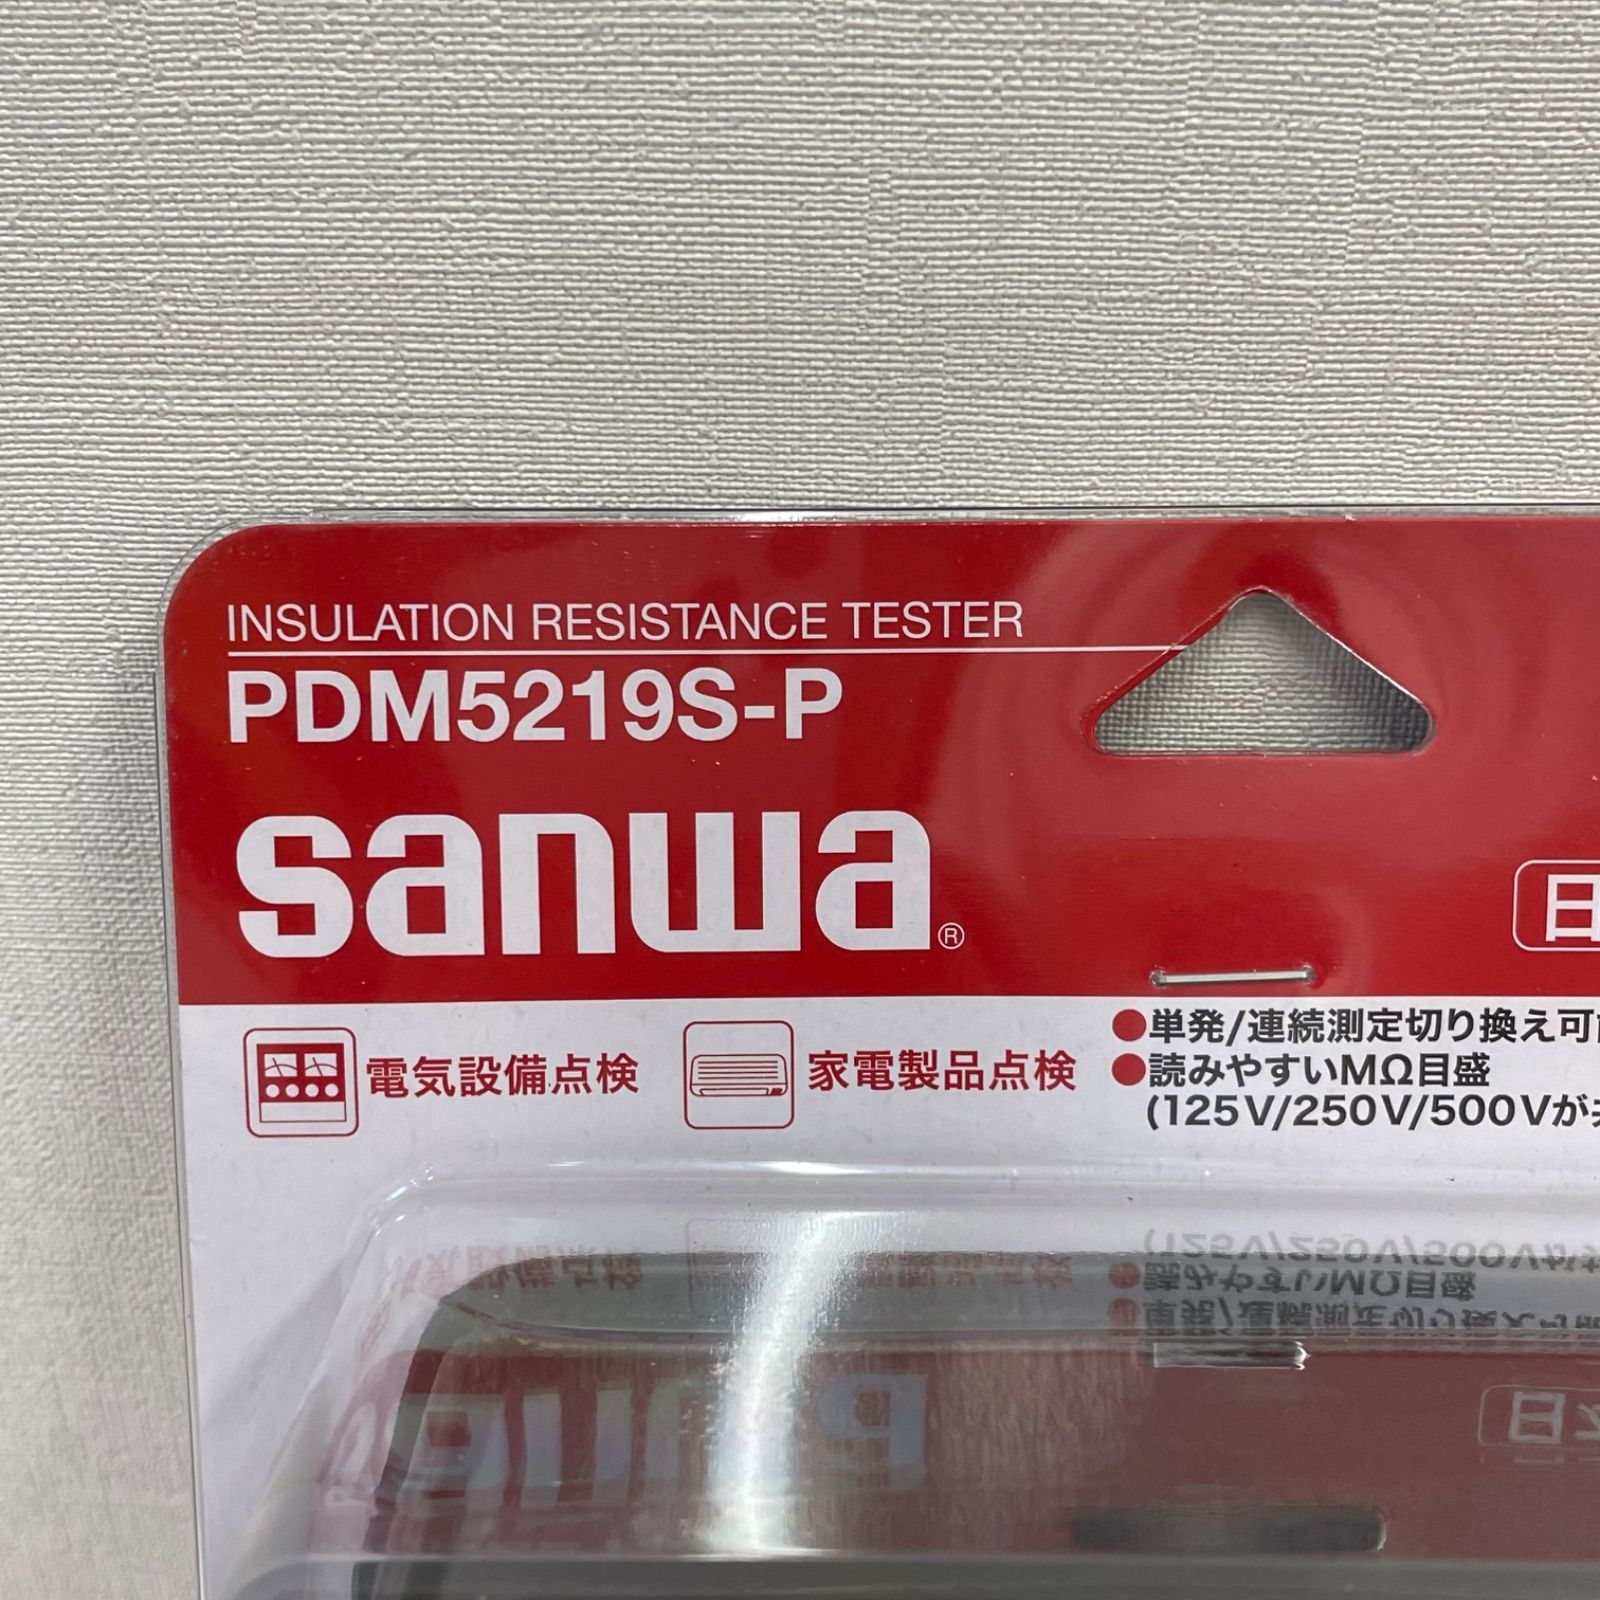 INSULATION RESISTANCE TESTER
PDM5219S-P
sanwa®
日
電気設備点検
家電製品点検
●単発/連続測定切り換え可
●読みやすいMΩ目盛
(125V/250V/500Vが